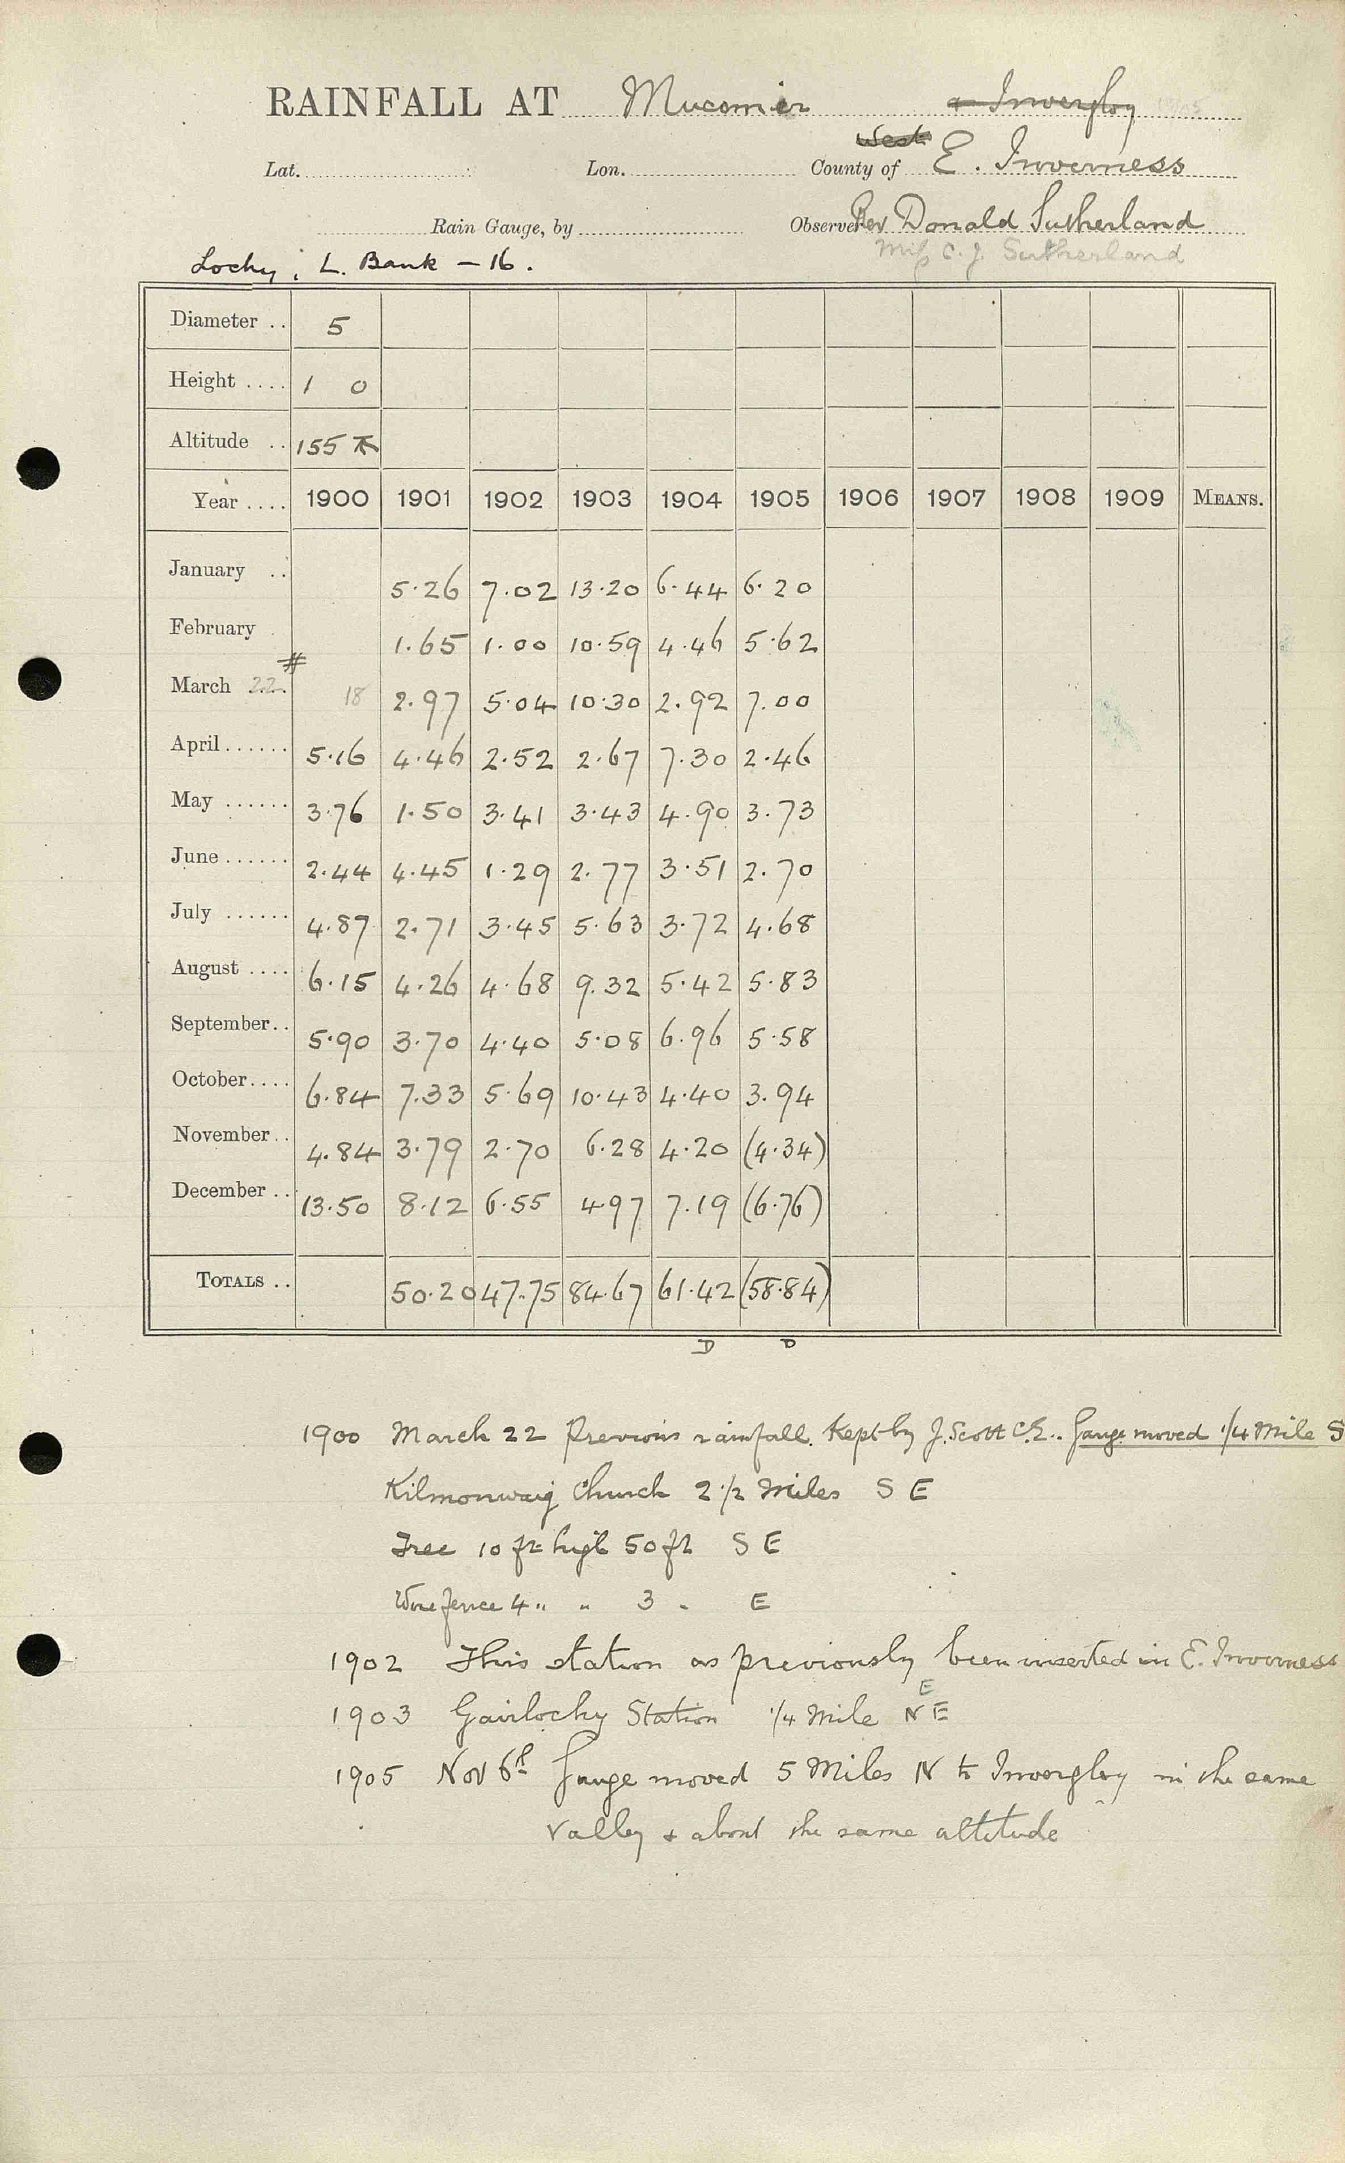 RAINFALL AT Mucomir & Invergloy
West
Lat. Lon. County of E. Inverness
Rain Gauge, by Observer Rev Donald Sutherland
Miss C. J. Sutherland
Lochy; L. Bank – 16.
Diameter .. 5
Height .... 1 0
Altitude .. 155
Year .... 1900 1901 1902 1903 1904 1905 1906 1907 1908 1909 MEANS.
January .. 5.26 7.02 13.20 6.44 6.20
February . 1.65 1.00 10.59 4.46 5.62
#
March 22. 18 2.97 5.04 10.30 2.92 7.00
April...... 5.16 4.46 2.52 2.67 7.30 2.46
May ...... 3.76 1.50 3.41 3.43 4.90 3.73
June...... 2.44 4.45 1.29 2.77 3.51 2.70
July ...... 4.87 2.71 3.45 5.63 3.72 4.68
August .... 6.15 4.26 4.68 9.32 5.42 5.83
September.. 5.90 3.70 4.40 5.08 6.96 5.58
October.... 6.84 7.33 5.69 10.43 4.40 3.94
November.. 4.84 3.79 2.70 6.28 4.20 (4.34)
December .. 13.50 8.12 6.55 4.97 7.19 (6.76)
TOTALS .. 50.20 47.75 84.67 61.42 (58.84)
D D
1900 March 22 Previous rainfall kept by J. Scott C.E.. Gauge moved 1/4 Mile S
Kilmonivaig Church 2 1/2 Miles S E
Tree 10 ft high 50 ft S E
Wire fence 4 " " 3 " E
1902 This station as previously been inserted in E. Inverness
E
1903 Gairlochy Station 1/4 Mile N E
1905 Nov 6th Gauge moved 5 Miles N to Invergloy in the same
valley & about the same altitude